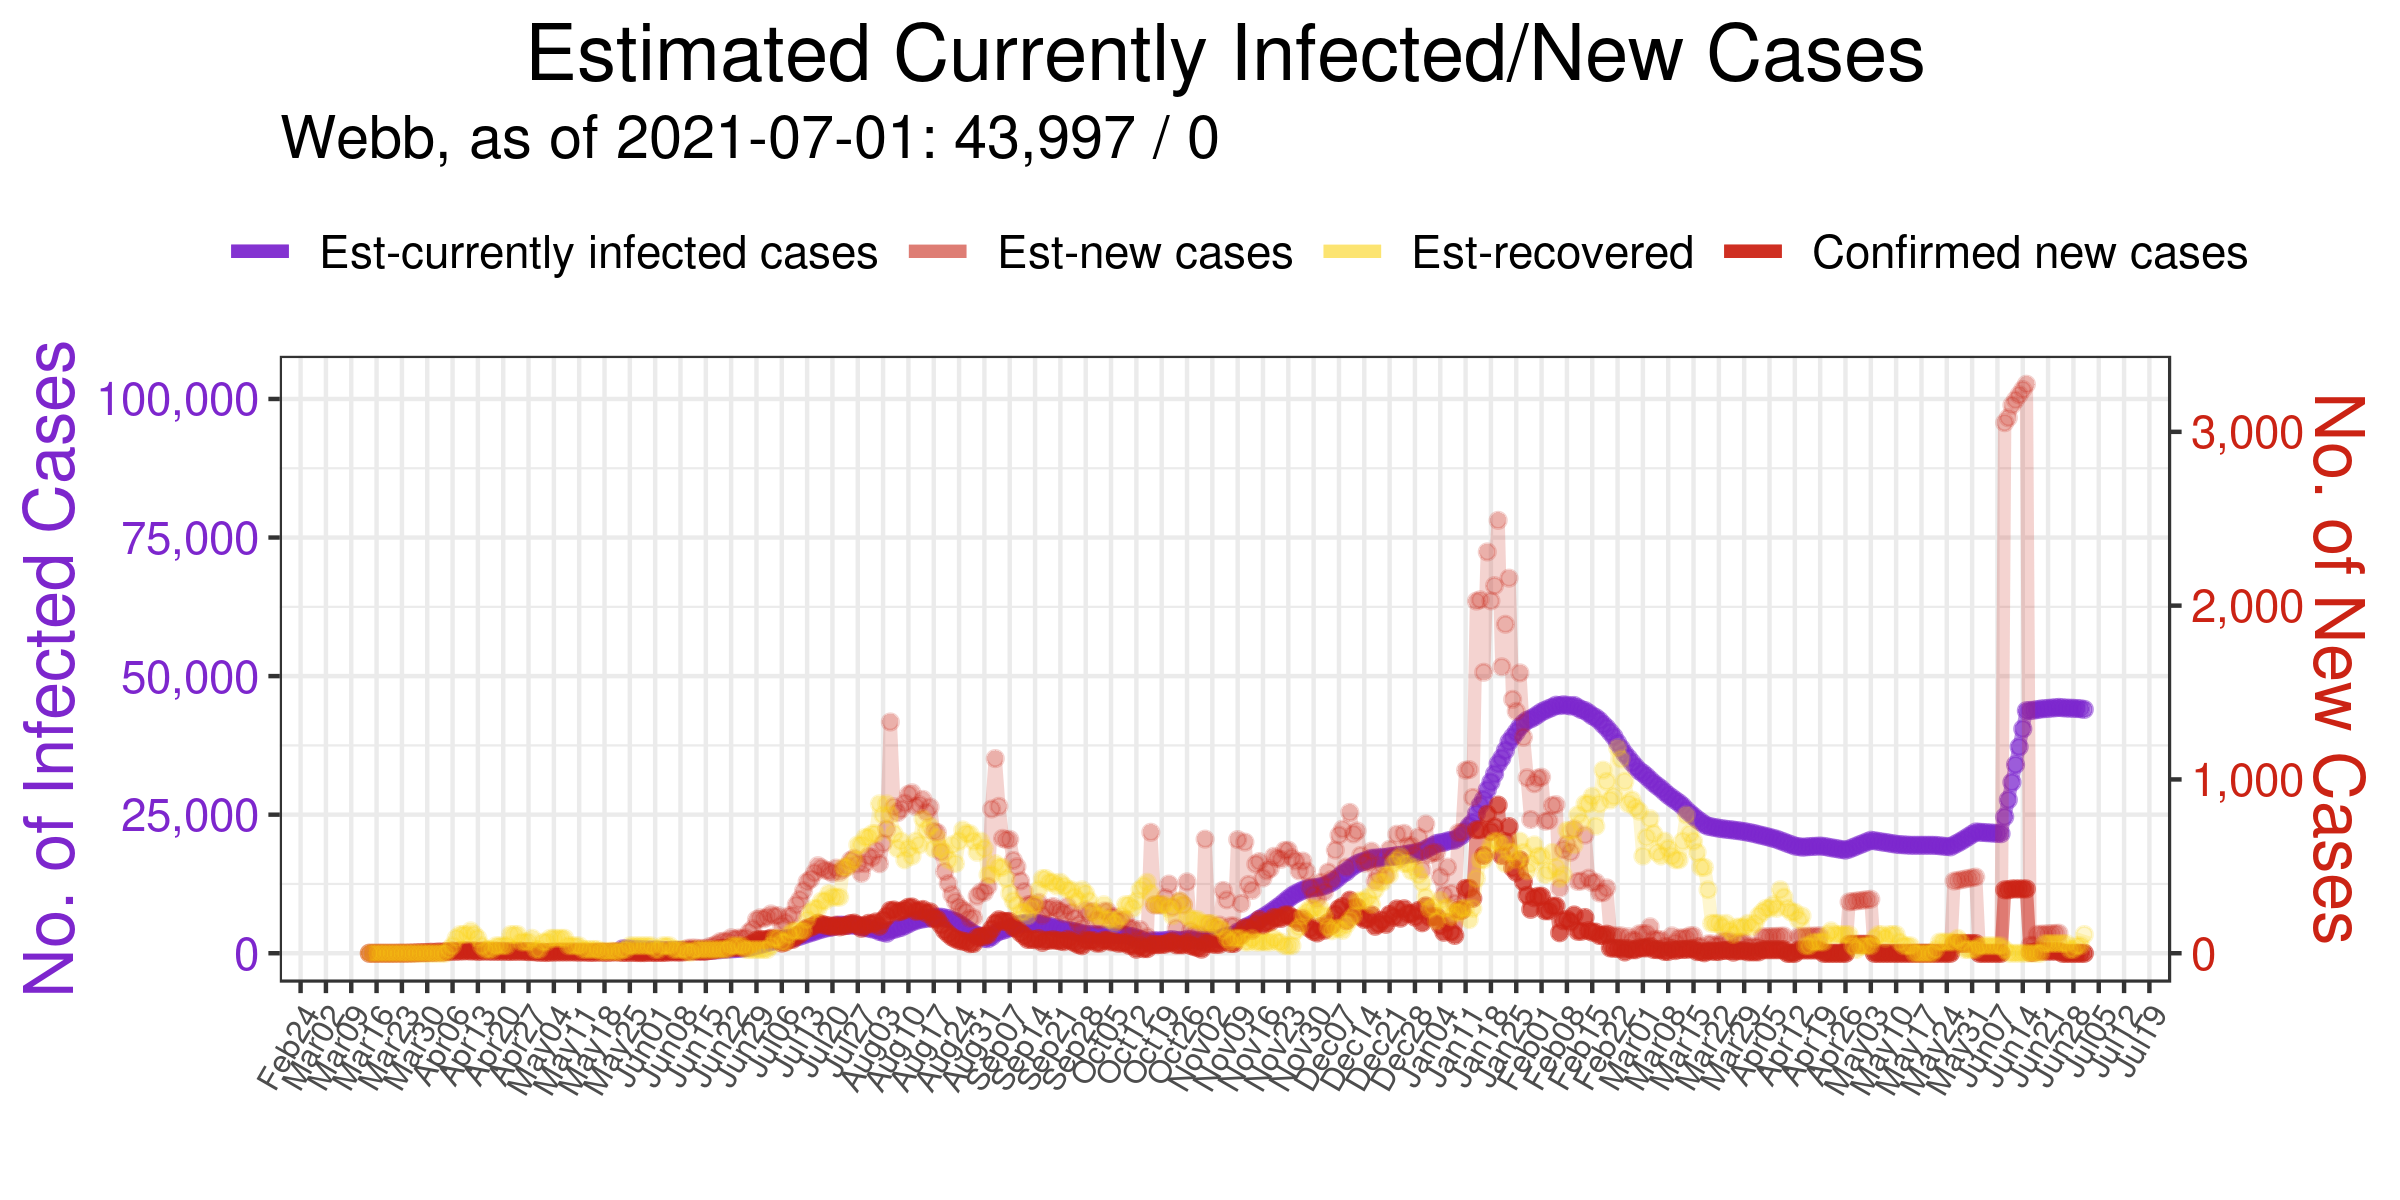 Estimated Currently Infected/New Cases
Webb, as of 2021-07-01: 43,997 / 0
Est-currently infected cases Est-new cases Est-recovered Confirmed new cases
No. of Infected Cases
100,000
75,000
50,000
25,000
0
3,000
2,000
1,000
0
No. of New Cases
Feb24 Mar02 Mar09 Mar16 Mar23 Mar30 Apr06 Apr13 Apr20 Apr27 May04 May11 May18 May25 Jun01 Jun08 Jun15 Jun22 Jun29 Jul06 Jul13 Jul20 Jul27 Aug03 Aug10 Aug17 Aug24 Aug31 Sep07 Sep14 Sep21 Sep28 Oct05 Oct12 Oct19 Oct26 Nov02 Nov09 Nov16 Nov23 Nov30 Dec07 Dec14 Dec21 Dec28 Jan04 Jan11 Jan18 Jan25 Feb01 Feb08 Feb15 Feb22 Mar01 Mar08 Mar15 Mar22 Mar29 Apr05 Apr12 Apr19 Apr26 May03 May10 May17 May24 May31 Jun07 Jun14 Jun21 Jun28 Jul05 Jul12 Jul19